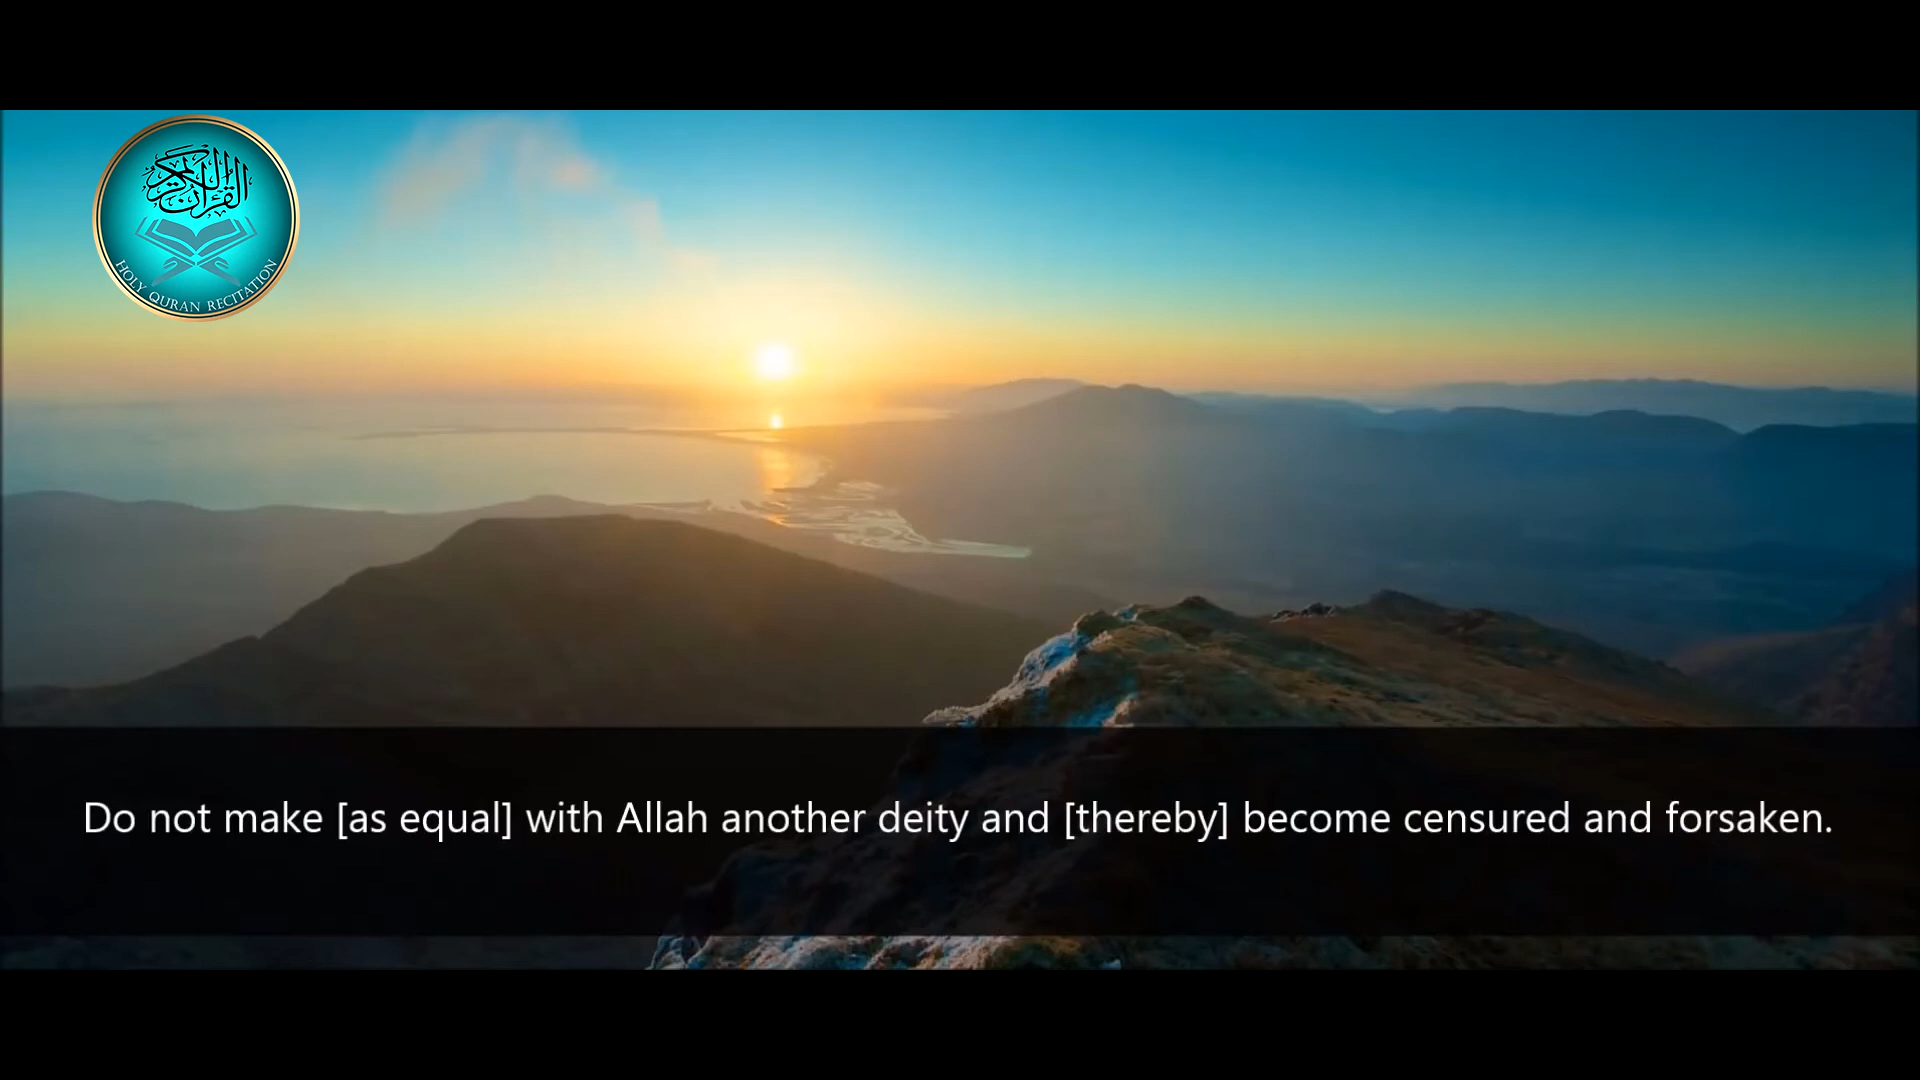 القرآن الكريم
HOLY QURAN RECITATION
Do not make [as equal] with Allah another deity and [thereby] become censured and forsaken.